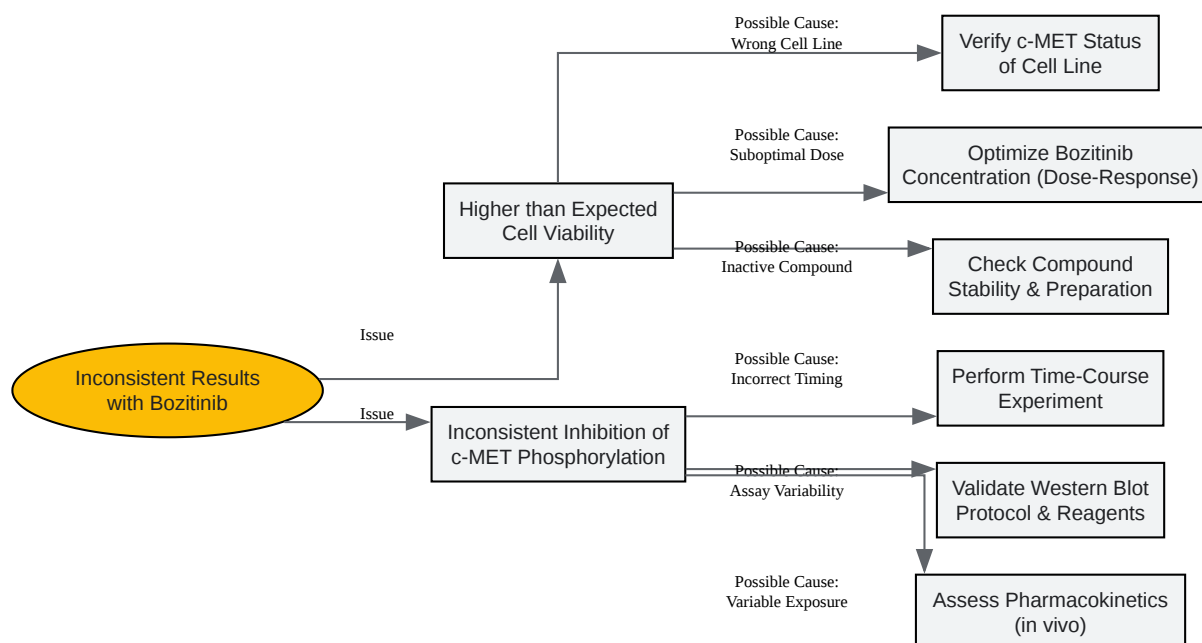 Possible Cause:
Wrong Cell Line
Verify c-MET Status
of Cell Line
Possible Cause:
Suboptimal Dose
Optimize Bozitinib
Concentration (Dose-Response)
Higher than Expected
Cell Viability
Possible Cause:
Inactive Compound
Check Compound
Stability & Preparation
Issue
Inconsistent Results
with Bozitinib
Issue
Possible Cause:
Incorrect Timing
Perform Time-Course
Experiment
Inconsistent Inhibition of
c-MET Phosphorylation
Possible Cause:
Assay Variability
Validate Western Blot
Protocol & Reagents
Possible Cause:
Variable Exposure
Assess Pharmacokinetics
(in vivo)